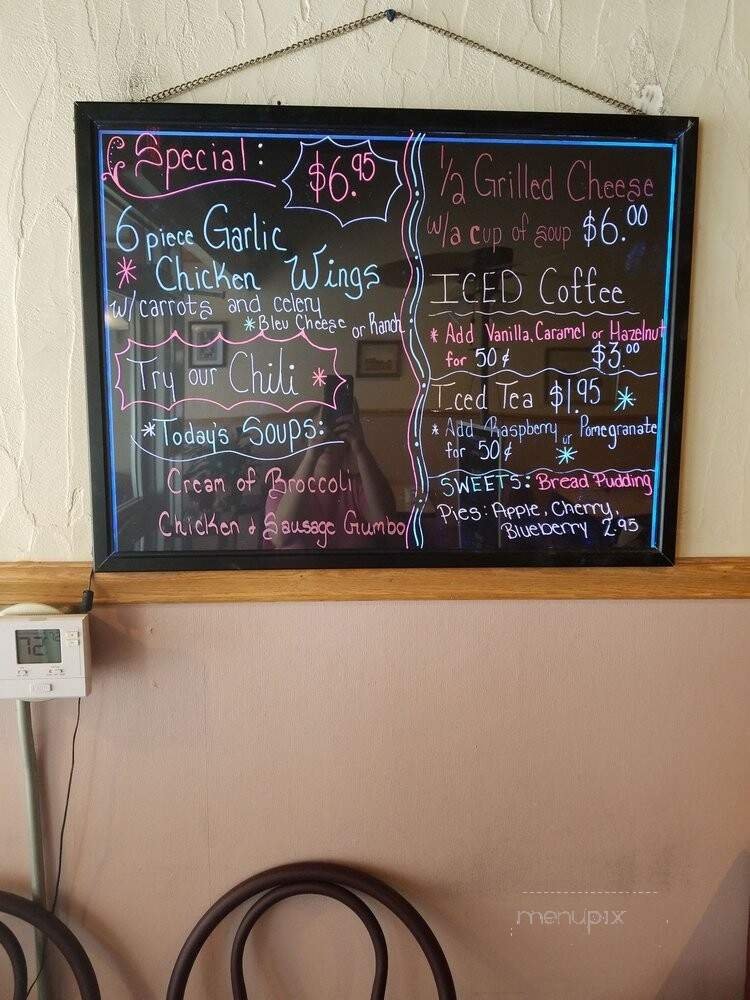 Special: $6.95
6 piece Garlic
* Chicken Wings
w/carrots and celery
*Bleu Cheese or Ranch
Try our Chili *
*Today's Soups:
Cream of Broccoli
Chicken & Sausage Gumbo
1/2 Grilled Cheese
w/a cup of soup $6.00
ICED Coffee
* Add Vanilla, Caramel or Hazelnut
for 50¢ $3.00
Iced Tea $1.95 *
* Add Raspberry or Pomegranate
for 50¢ *
SWEETS: Bread Pudding
Pies: Apple, Cherry,
Blueberry 2.95
72
menupix